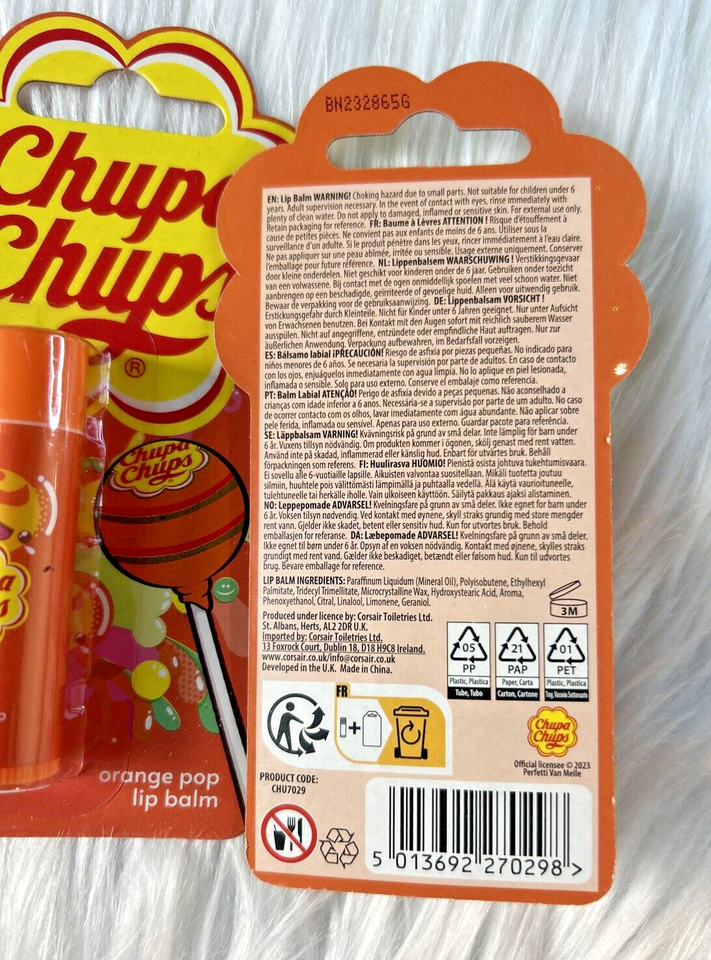 Chupa
Chups
®
Chupa
Chups
orange pop
lip balm
BN232865G
EN: Lip Balm WARNING! Choking hazard due to small parts. Not suitable for children under 6
years. Adult supervision necessary. In the event of contact with eyes, rinse immediately with
plenty of clean water. Do not apply to damaged, inflamed or sensitive skin. For external use only.
Retain packaging for reference. FR: Baume à Lèvres ATTENTION ! Risque d'étouffement à
cause de petites pièces. Ne convient pas aux enfants de moins de 6 ans. Utiliser sous la
surveillance d'un adulte. Si le produit pénètre dans les yeux, rincer immédiatement à l'eau claire.
Ne pas appliquer sur une peau abîmée, irritée ou sensible. Usage externe uniquement. Conserver
l'emballage pour future référence. NL: Lippenbalsem WAARSCHUWING ! Verstikkingsgevaar
door kleine onderdelen. Niet geschikt voor kinderen onder de 6 jaar. Gebruiken onder toezicht
van een volwassene. Bij contact met de ogen onmiddellijk spoelen met veel schoon water. Niet
aanbrengen op een beschadigde, geïrriteerde of gevoelige huid. Alleen voor uitwendig gebruik.
Bewaar de verpakking voor de gebruiksaanwijzing. DE: Lippenbalsam VORSICHT !
Erstickungsgefahr durch Kleinteile. Nicht für Kinder unter 6 Jahren geeignet. Nur unter Aufsicht
von Erwachsenen benutzen. Bei Kontakt mit den Augen sofort mit reichlich sauberem Wasser
ausspülen. Nicht auf angegriffene, entzündete oder empfindliche Haut auftragen. Nur zur
äußerlichen Anwendung. Verpackung aufbewahren, im Bedarfsfall vorzeigen.
ES: Bálsamo labial ¡PRECAUCIÓN! Riesgo de asfixia por piezas pequeñas. No indicado para
niños menores de 6 años. Se necesaria la supervisión por parte de adultos. En caso de contacto
con los ojos, enjuáguelos inmediatamente con agua limpia. No lo aplique en piel lesionada,
inflamada o sensible. Solo para uso externo. Conserve el embalaje como referencia.
PT: Balm Labial ATENÇÃO! Perigo de asfixia devido a peças pequenas. Não aconselhado a
crianças com idade inferior a 6 anos. Necessária-se a supervisão por parte de um adulto. No caso
de ocorrer contacto com os olhos, lavar imediatamente com água abundante. Não aplicar sobre
pele ferida, inflamada ou sensível. Apenas para uso externo. Guardar pacote para referência.
SE: Läppbalsam VARNING! Kvävningsrisk på grund av små delar. Inte lämplig för barn under
6 år. Vuxens tillsyn nödvändig. Om produkten kommer i ögonen, skölj genast med rent vatten.
Använd inte på skadad, inflammerad eller känslig hud. Enbart för utvärtes bruk. Behåll
förpackningen som referens. FI: Huulirasva HUOMIO! Pienistä osista johtuva tukehtumisvaara.
Ei sovellu alle 6-vuotiaille lapsille. Aikuisten valvontaa suositellaan. Mikäli tuotetta joutuu
silmiin, huuhtele pois välittömästi lämpimällä ja puhtaalla vedellä. Älä käytä vaurioituneelle,
tulehtuneelle tai herkälle iholle. Vain ulkoiseen käyttöön. Säilytä pakkaus ajaksi alistaminen.
NO: Leppepomade ADVARSEL! Kvelningsfare på grunn av små deler. Ikke egnet for barn under
6 år. Voksen tilsyn nødvendig. Ved kontakt med øynene, skyll straks grundig med store mengder
rent vann. Gjelder ikke skadet, betent eller sensitiv hud. Kun for utvortes bruk. Behold
emballasjen for referanse. DA: Læbepomade ADVARSEL! Kvelningsfare på grunn av små deler.
Ikke egnet til barn under 6 år. Opsyn af en voksen nödvändig. Kontakt med øjnene, skylles straks
grundigt med rent vand. Gælder ikke beskadiget, betændt eller følsom hud. Kun til udvortes
brug. Bevare emballage for referance.
LIP BALM INGREDIENTS: Paraffinum Liquidum (Mineral Oil), Polyisobutene, Ethylhexyl
Palmitate, Tridecyl Trimellitate, Microcrystalline Wax, Hydroxystearic Acid, Aroma,
Phenoxyethanol, Citral, Linalool, Limonene, Geraniol.
3M
Produced under licence by: Corsair Toiletries Ltd.
St. Albans, Herts, AL2 2DR U.K.
Imported by: Corsair Toiletries Ltd.
13 Foxrock Court, Dublin 18, D18 H9C8 Ireland.
www.corsair.co.uk/info@corsair.co.uk
Developed in the U.K. Made in China.
05
PP
Plastic, Plastica
Tube, Tubo
21
PAP
Paper, Carta
Carton, Cartone
01
PET
Plastic, Plastica
Tray, Vassoio Sottovuoto
FR
Chupa
Chups
Official licensee © 2023
Perfetti Van Melle
PRODUCT CODE:
CHU7029
5 013692 270298 >